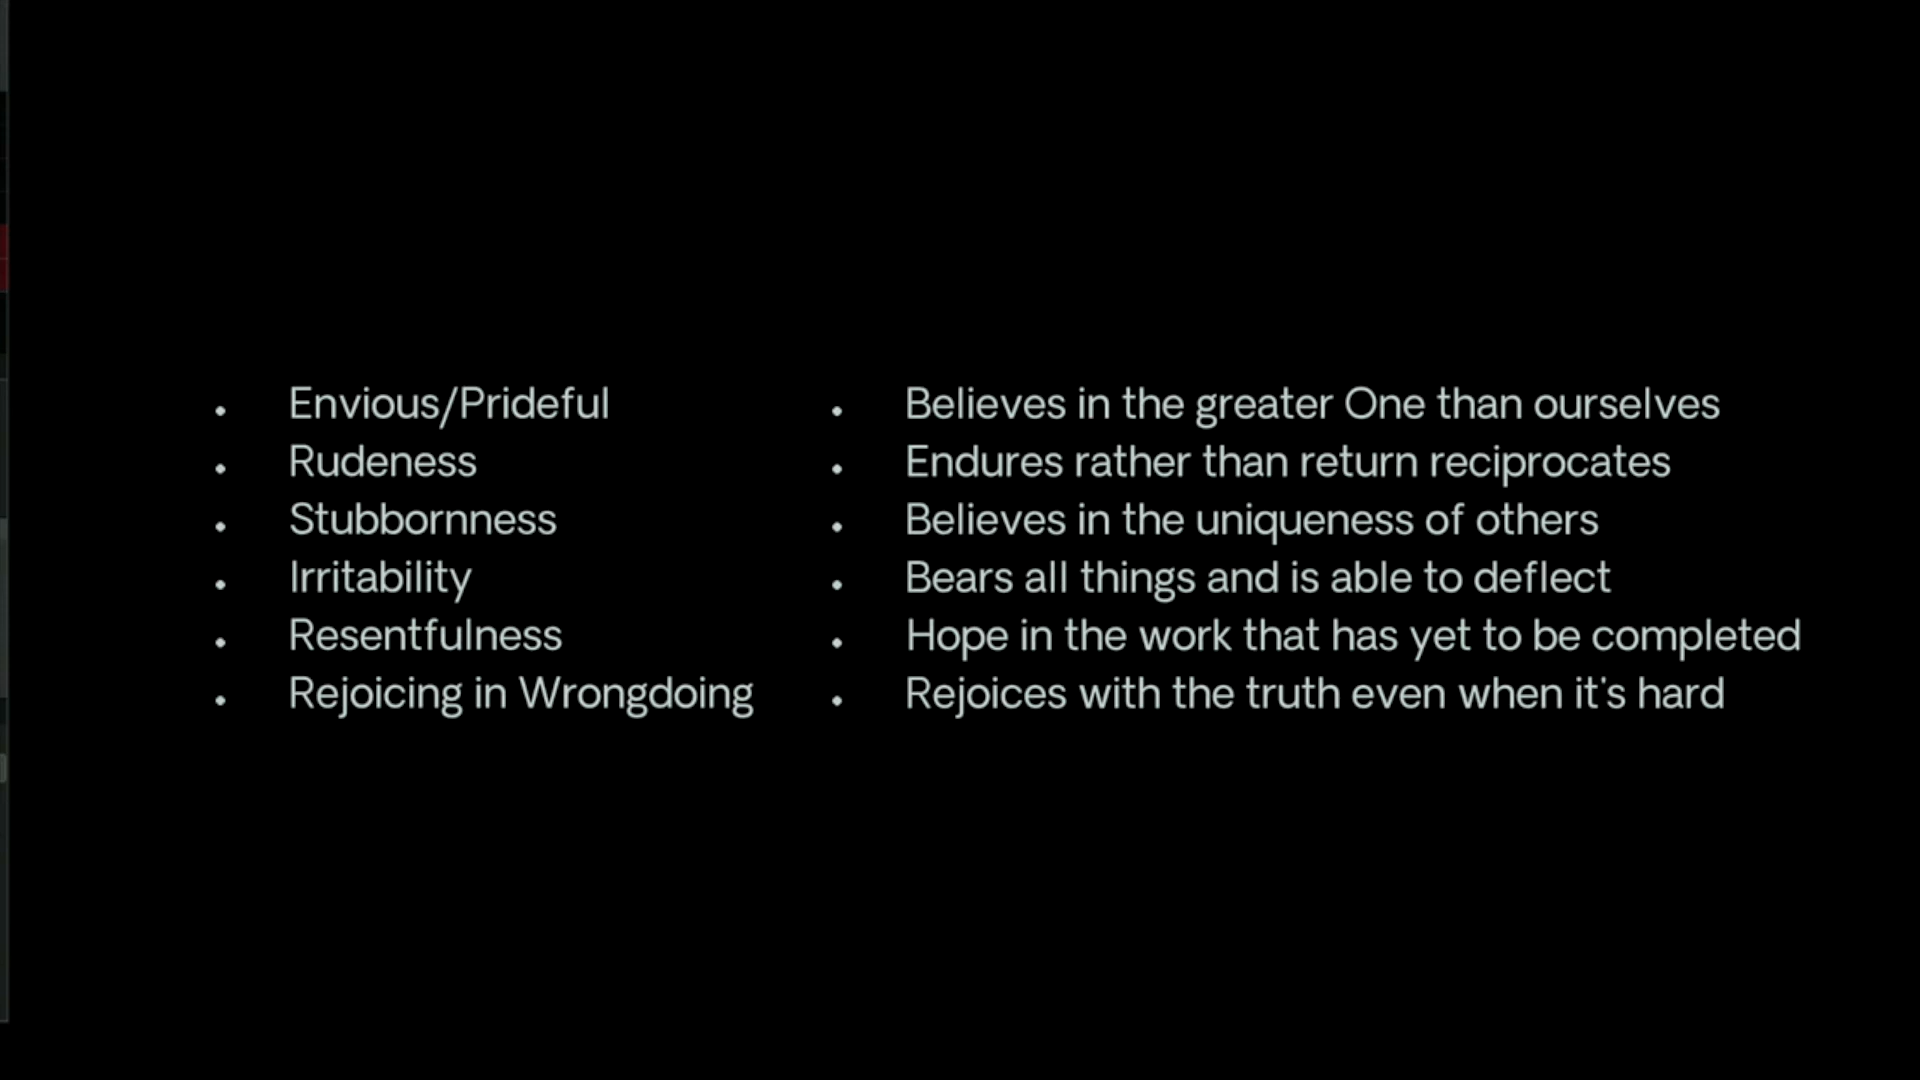 • Envious/Prideful
• Rudeness
• Stubbornness
• Irritability
• Resentfulness
• Rejoicing in Wrongdoing
• Believes in the greater One than ourselves
• Endures rather than return reciprocates
• Believes in the uniqueness of others
• Bears all things and is able to deflect
• Hope in the work that has yet to be completed
• Rejoices with the truth even when it's hard